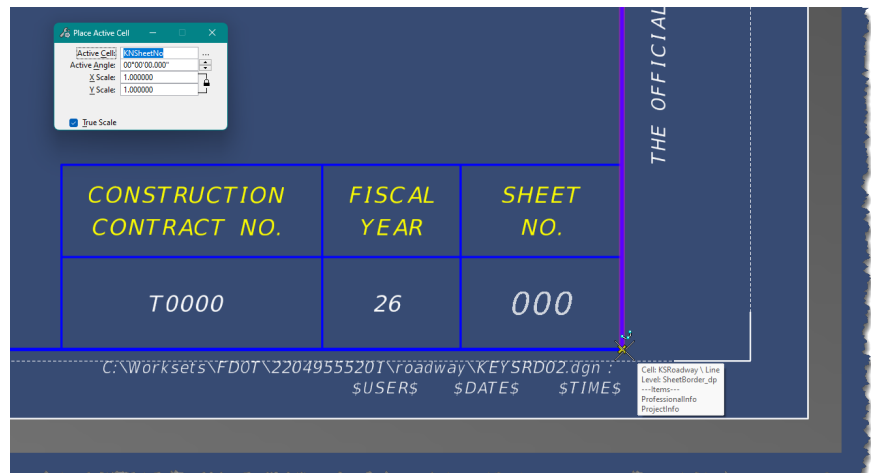 Place Active Cell
Active Cell: KNSheetNo ...
Active Angle: 00°00'00.000"
X Scale: 1.000000
Y Scale: 1.000000
True Scale
THE OFFICIAL
CONSTRUCTION CONTRACT NO.
FISCAL YEAR
SHEET NO.
T0000
26
000
C:\Worksets\FDOT\22049555201\roadway\KEYSRD02.dgn :
$USER$ $DATE$ $TIME$
Cell: KSRoadway \ Line
Level: SheetBorder_dp
---Items---
ProfessionalInfo
ProjectInfo